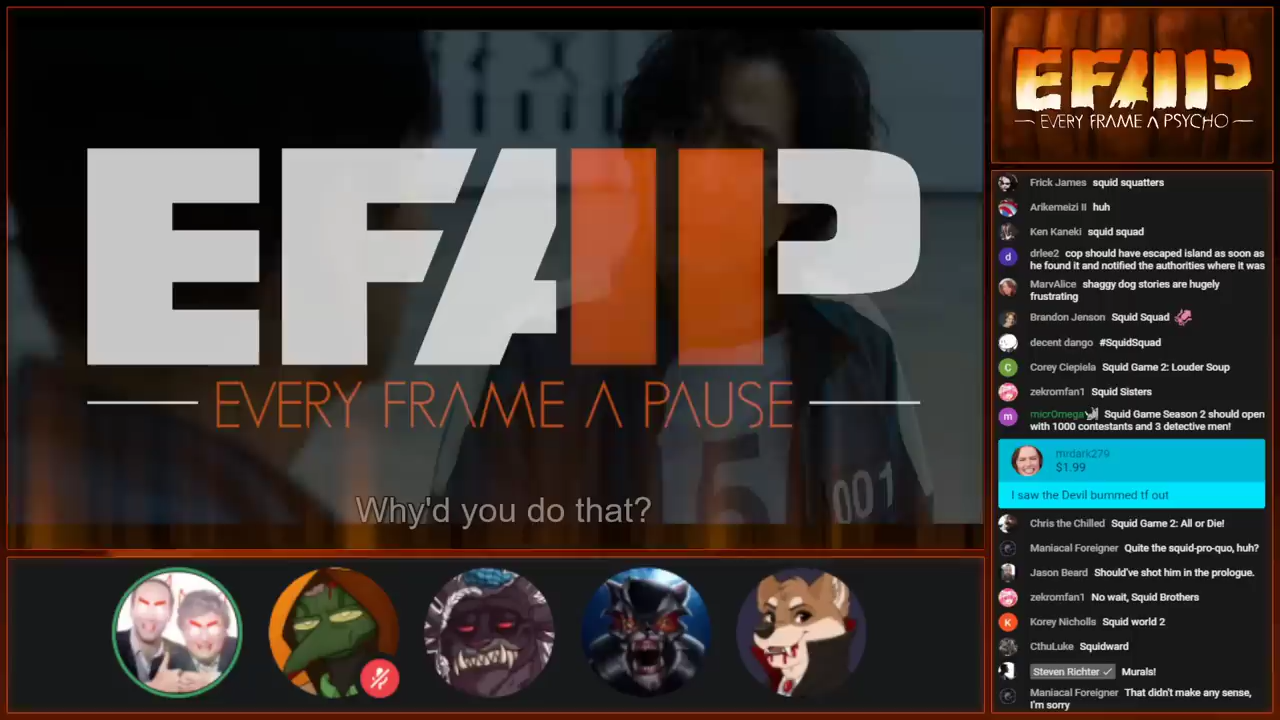 EFAP
EVERY FRAME A PAUSE
001
Why'd you do that?
EFAP
EVERY FRAME A PSYCHO
Frick James squid squatters
Arikemeizi II huh
Ken Kaneki squid squad
d
drlee2 cop should have escaped island as soon as
he found it and notified the authorities where it was
MarvAlice shaggy dog stories are hugely
frustrating
Brandon Jenson Squid Squad
decent dango #SquidSquad
C
Corey Ciepiela Squid Game 2: Louder Soup
zekromfan1 Squid Sisters
m
micr0mega Squid Game Season 2 should open
with 1000 contestants and 3 detective men!
mrdark279
$1.99
I saw the Devil bummed tf out
Chris the Chilled Squid Game 2: All or Die!
Maniacal Foreigner Quite the squid-pro-quo, huh?
Jason Beard Should've shot him in the prologue.
zekromfan1 No wait, Squid Brothers
K
Korey Nicholls Squid world 2
CthuLuke Squidward
Steven Richter ✓ Murals!
Maniacal Foreigner That didn't make any sense,
I'm sorry